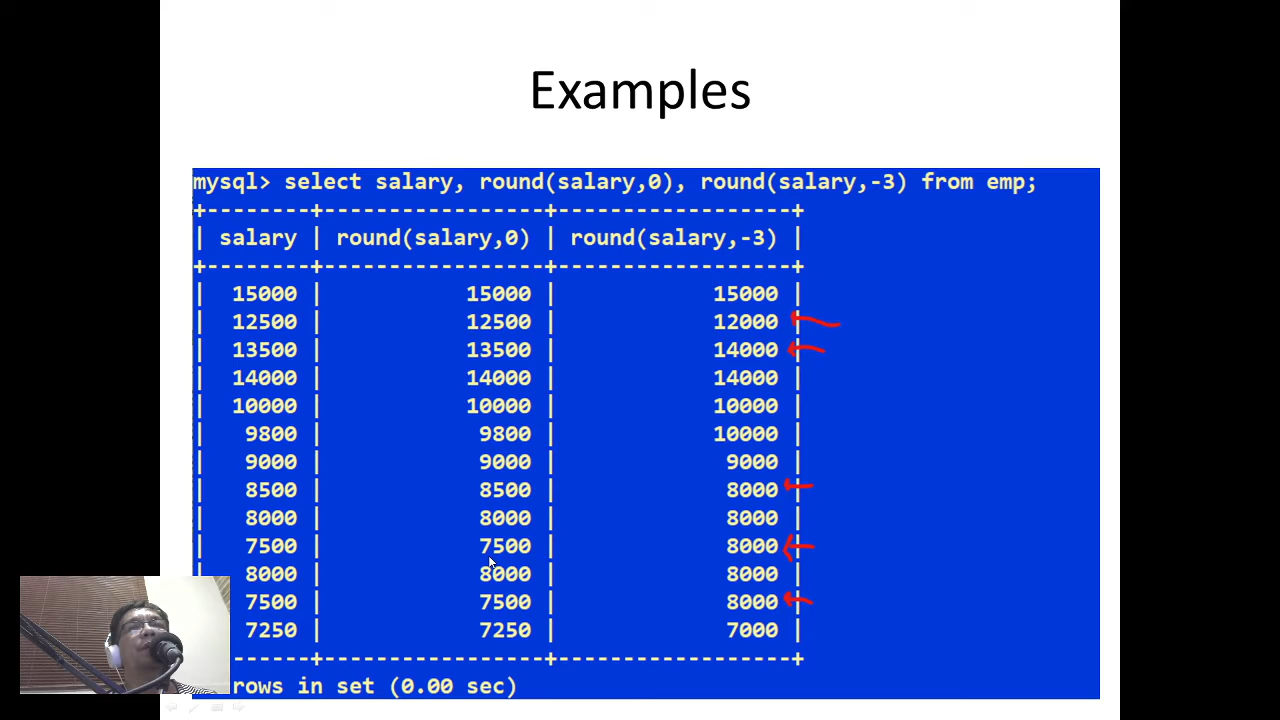 Examples
mysql> select salary, round(salary,0), round(salary,-3) from emp;
+--------+-----------------+------------------+
| salary | round(salary,0) | round(salary,-3) |
+--------+-----------------+------------------+
| 15000 | 15000 | 15000 |
| 12500 | 12500 | 12000 |
| 13500 | 13500 | 14000 |
| 14000 | 14000 | 14000 |
| 10000 | 10000 | 10000 |
| 9800 | 9800 | 10000 |
| 9000 | 9000 | 9000 |
| 8500 | 8500 | 8000 |
| 8000 | 8000 | 8000 |
| 7500 | 7500 | 8000 |
| 8000 | 8000 | 8000 |
| 7500 | 7500 | 8000 |
| 7250 | 7250 | 7000 |
------+-----------------+------------------+
rows in set (0.00 sec)